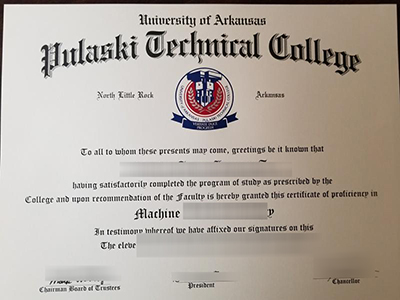 University of Arkansas
Pulaski Technical College
North Little Rock
Arkansas
To all to whom these presents may come, greetings be it known that
having satisfactorily completed the program of study as prescribed by the
College and upon recommendation of the Faculty is hereby granted this certificate of proficiency in
Machine y
In testimony whereof we have affixed our signatures on this
The eleve
Chairman Board of Trustees
President
Chancellor